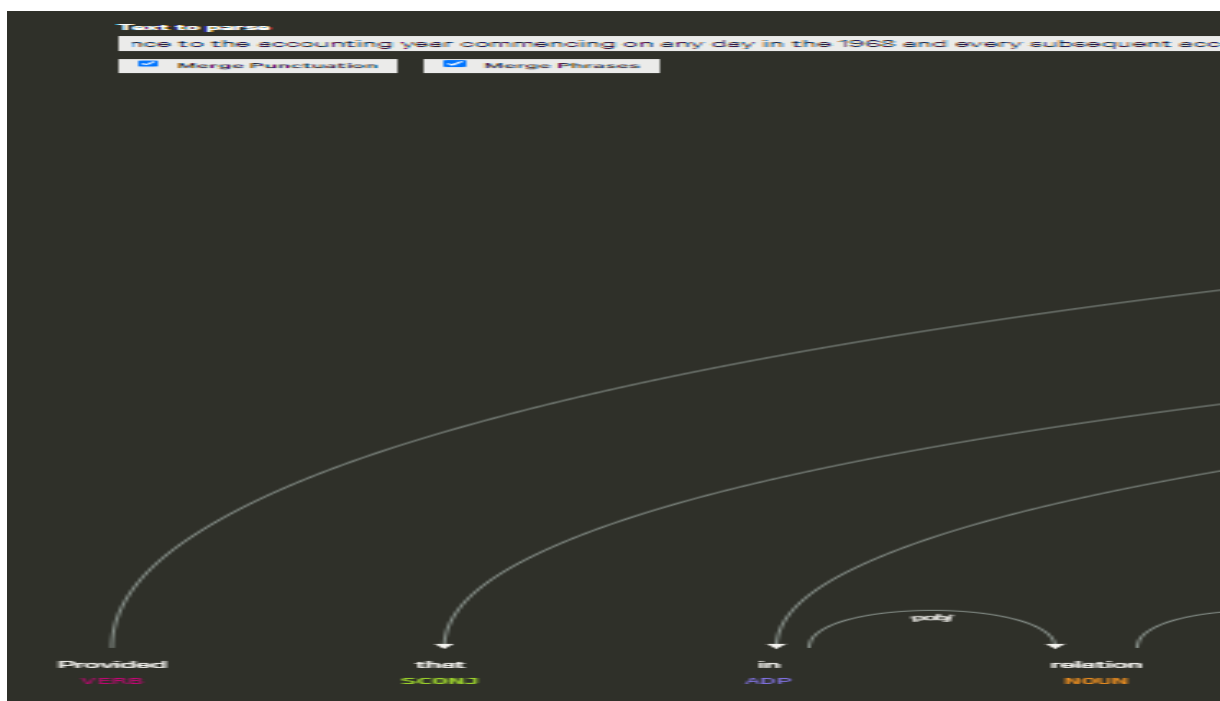 Text to parse
nce to the accounting year commencing on any day in the 1968 and every subsequent acc
Merge Punctuation Merge Phrases
pobj
Provided that in relation
VERB SCONJ ADP NOUN